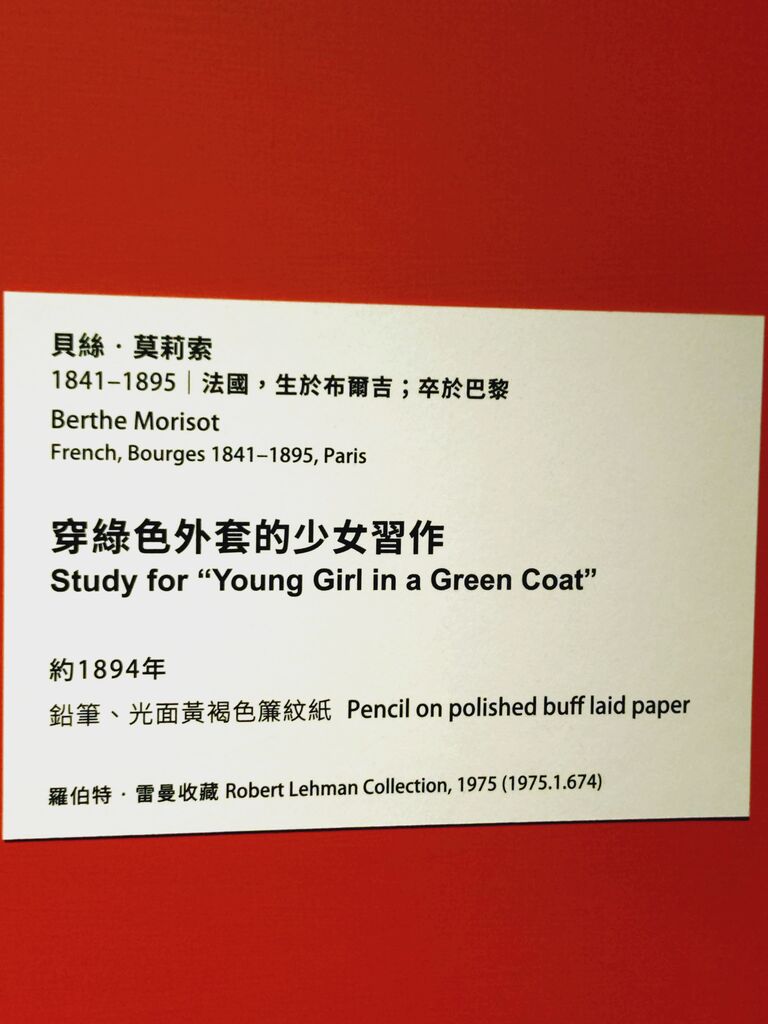 貝絲．莫莉索
1841–1895｜法國，生於布爾吉；卒於巴黎
Berthe Morisot
French, Bourges 1841–1895, Paris
穿綠色外套的少女習作
Study for “Young Girl in a Green Coat”
約1894年
鉛筆、光面黃褐色簾紋紙 Pencil on polished buff laid paper
羅伯特．雷曼收藏 Robert Lehman Collection, 1975 (1975.1.674)